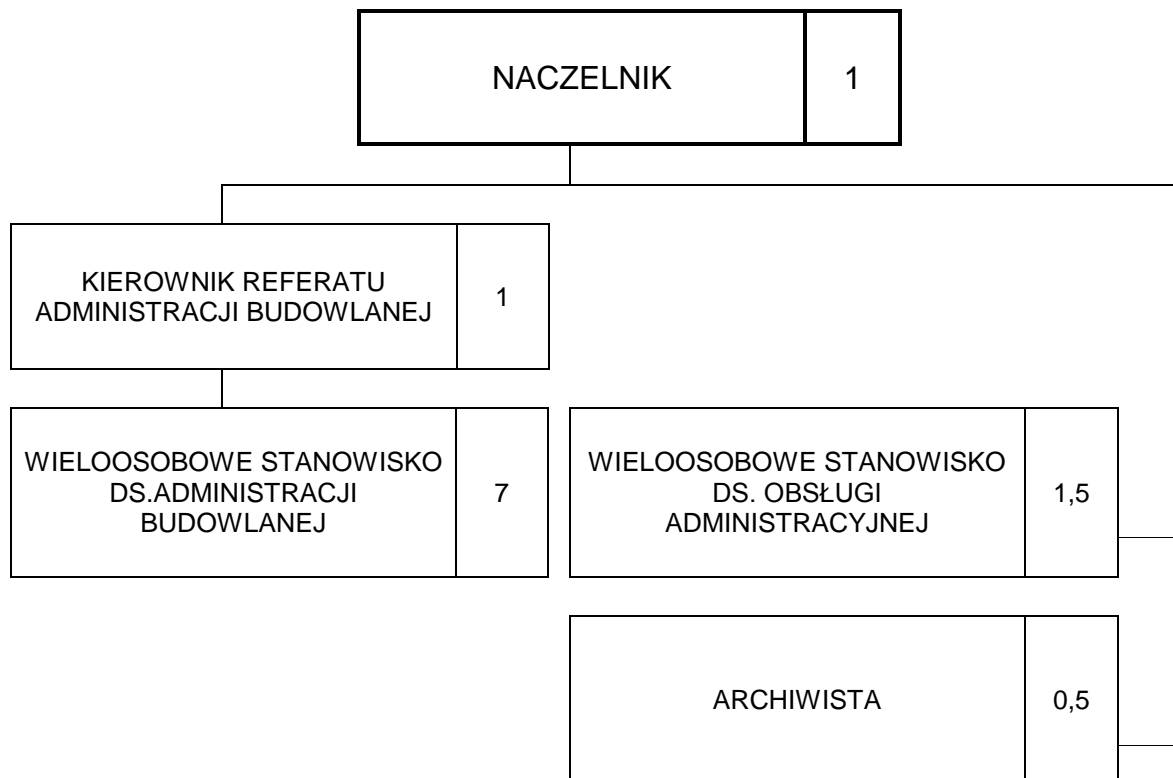 NACZELNIK
1
KIEROWNIK REFERATU
ADMINISTRACJI BUDOWLANEJ
1
WIELOOSOBOWE STANOWISKO
DS.ADMINISTRACJI
BUDOWLANEJ
7
WIELOOSOBOWE STANOWISKO
DS. OBSŁUGI
ADMINISTRACYJNEJ
1,5
ARCHIWISTA
0,5